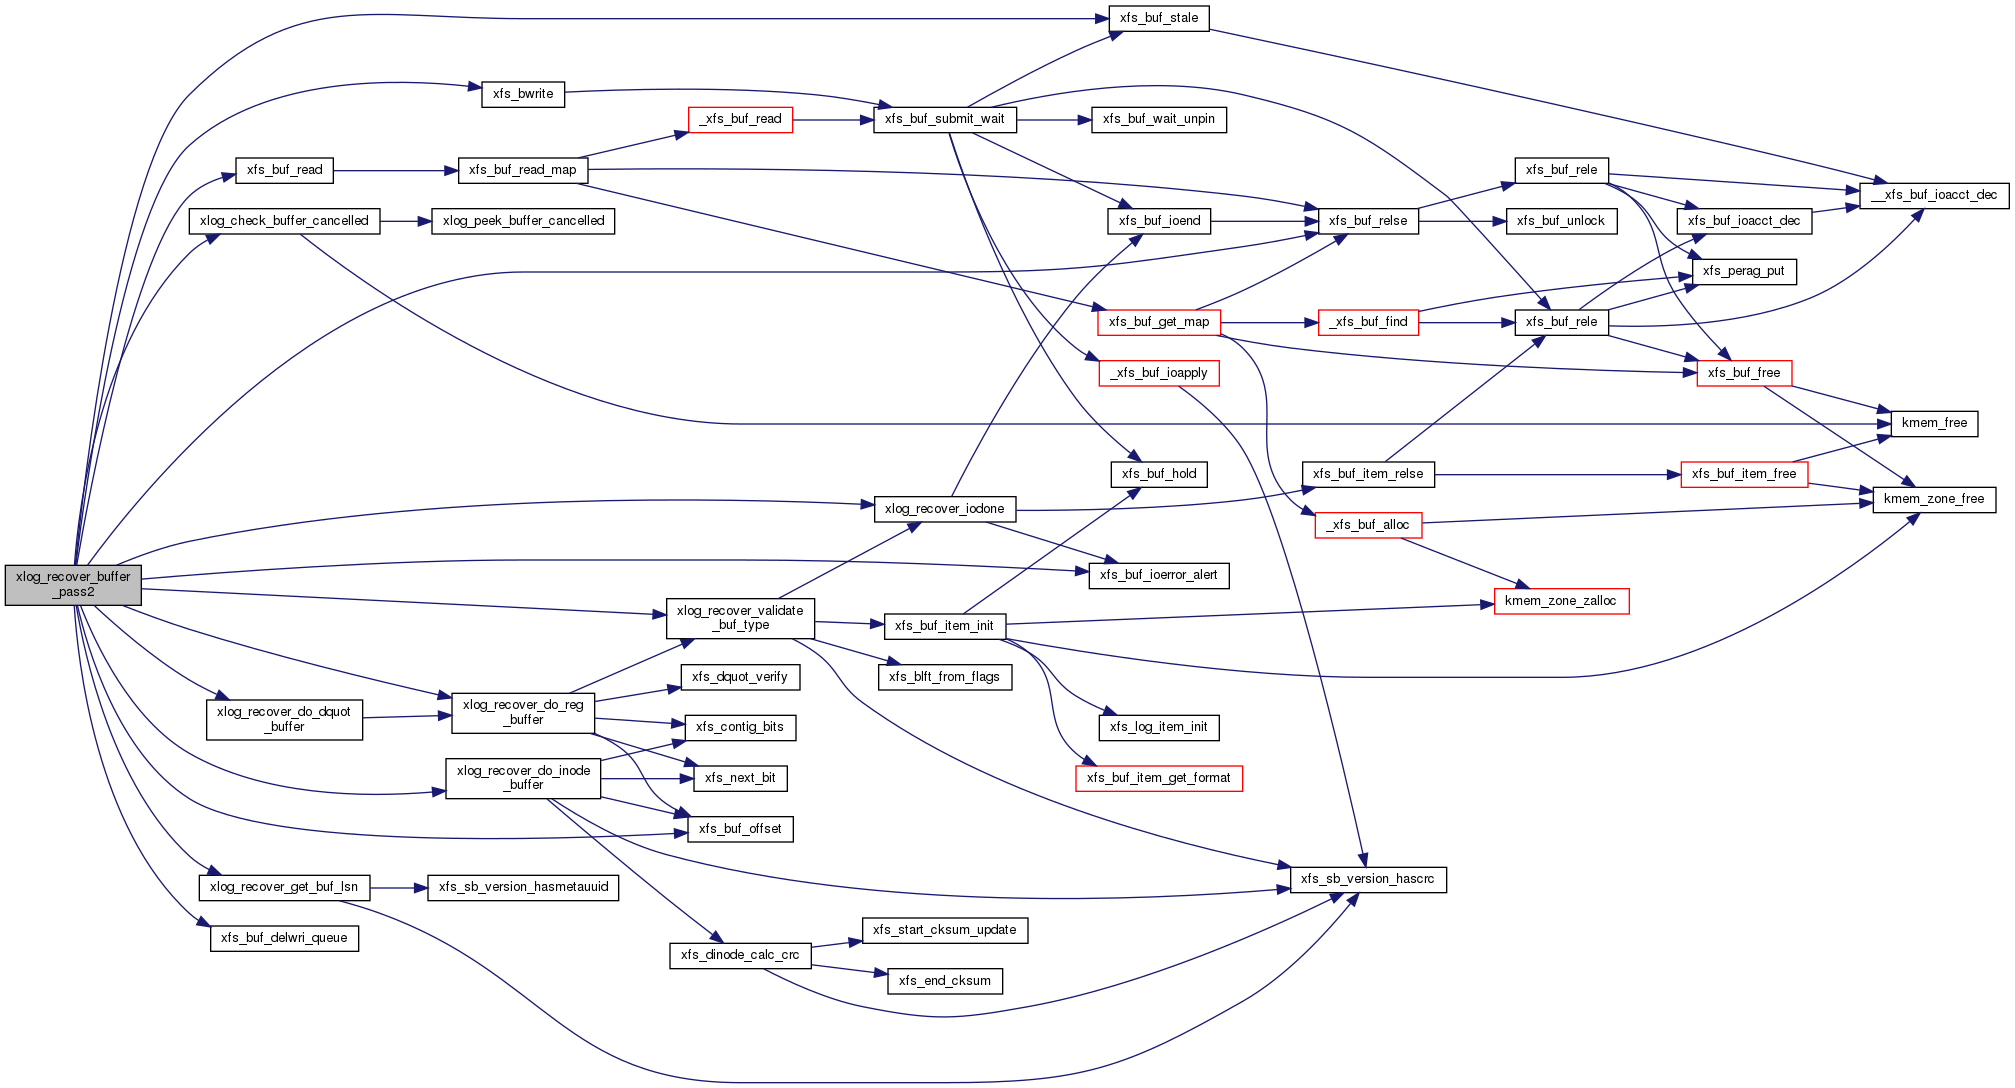 xfs_buf_stale
xfs_bwrite
_xfs_buf_read
xfs_buf_submit_wait
xfs_buf_wait_unpin
xfs_buf_read
xfs_buf_read_map
xfs_buf_rele
__xfs_buf_ioacct_dec
xlog_check_buffer_cancelled
xlog_peek_buffer_cancelled
xfs_buf_ioend
xfs_buf_relse
xfs_buf_unlock
xfs_buf_ioacct_dec
xfs_perag_put
xfs_buf_get_map
_xfs_buf_find
xfs_buf_rele
_xfs_buf_ioapply
xfs_buf_free
kmem_free
xfs_buf_hold
xfs_buf_item_relse
xfs_buf_item_free
kmem_zone_free
xlog_recover_iodone
_xfs_buf_alloc
xlog_recover_buffer
_pass2
xfs_buf_ioerror_alert
kmem_zone_zalloc
xlog_recover_validate
_buf_type
xfs_buf_item_init
xfs_dquot_verify
xfs_blft_from_flags
xlog_recover_do_dquot
_buffer
xlog_recover_do_reg
_buffer
xfs_contig_bits
xfs_log_item_init
xlog_recover_do_inode
_buffer
xfs_next_bit
xfs_buf_item_get_format
xfs_buf_offset
xlog_recover_get_buf_lsn
xfs_sb_version_hasmetauuid
xfs_sb_version_hascrc
xfs_buf_delwri_queue
xfs_start_cksum_update
xfs_dinode_calc_crc
xfs_end_cksum